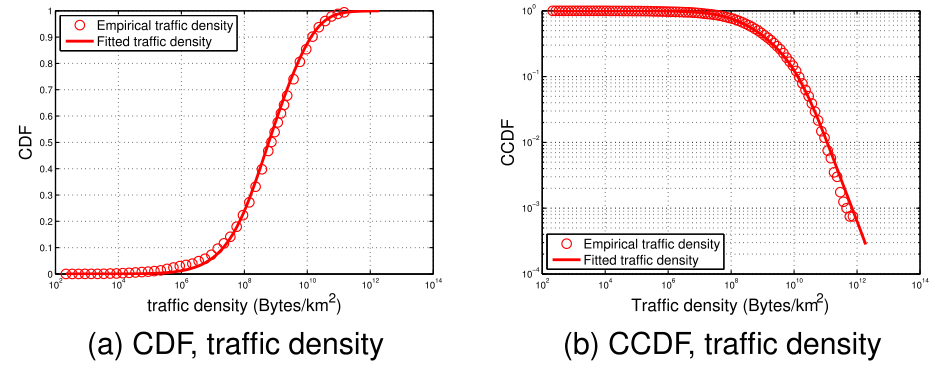 1
0.9
0.8
0.7
0.6
0.5
0.4
0.3
0.2
0.1
0
CDF
Empirical traffic density
Fitted traffic density
10^2 10^4 10^6 10^8 10^10 10^12 10^14
traffic density (Bytes/km^2)
(a) CDF, traffic density
10^0
10^-1
10^-2
10^-3
10^-4
CCDF
Empirical traffic density
Fitted traffic density
10^2 10^4 10^6 10^8 10^10 10^12 10^14
Traffic density (Bytes/km^2)
(b) CCDF, traffic density